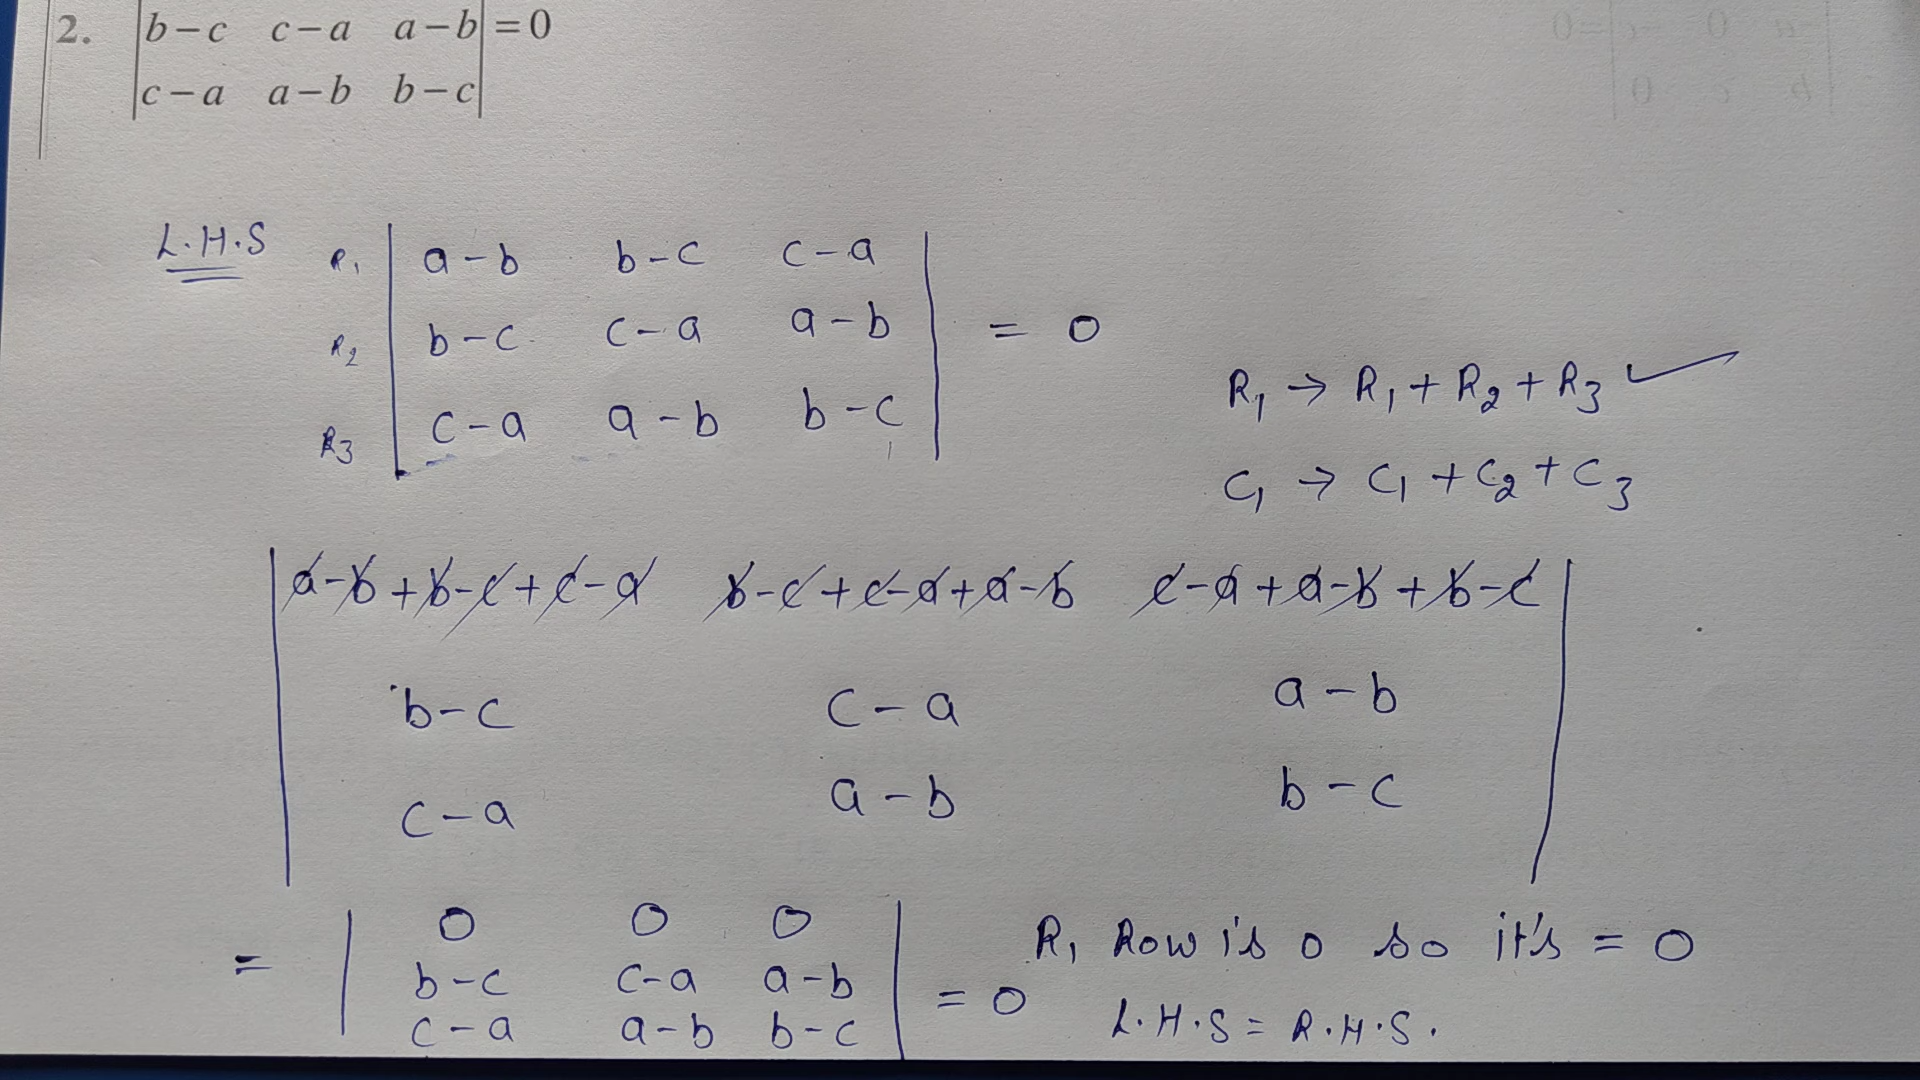 2. |b−c c−a a−b| = 0
|c−a a−b b−c|
L.H.S R₁ | a−b b−c c−a |
R₂ | b−c c−a a−b | = 0
R₃ | c−a a−b b−c |
R₁ → R₁ + R₂ + R₃ ✓
C₁ → C₁ + C₂ + C₃
| a−b+b−c+c−a b−c+c−a+a−b c−a+a−b+b−c |
| b−c c−a a−b |
| c−a a−b b−c |
= | 0 0 0 | R₁ Row is 0 so it's = 0
| b−c c−a a−b | = 0
| c−a a−b b−c | L.H.S = R.H.S.